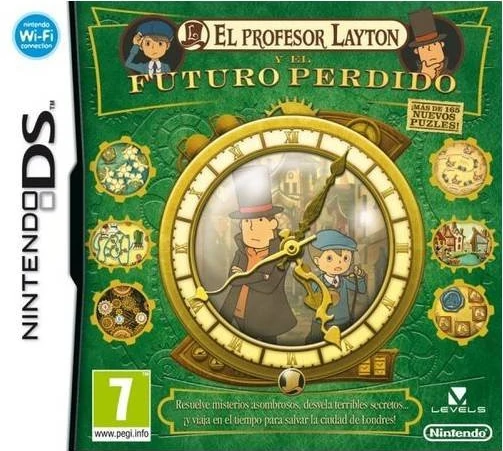 nintendo
Wi-Fi
connection
NINTENDO DS™
EL PROFESOR LAYTON
Y EL
FUTURO PERDIDO
¡MÁS DE 165
NUEVOS
PUZLES!
7
www.pegi.info
Resuelve misterios asombrosos, desvela terribles secretos...
¡y viaja en el tiempo para salvar la ciudad de Londres!
LEVEL5
Nintendo®